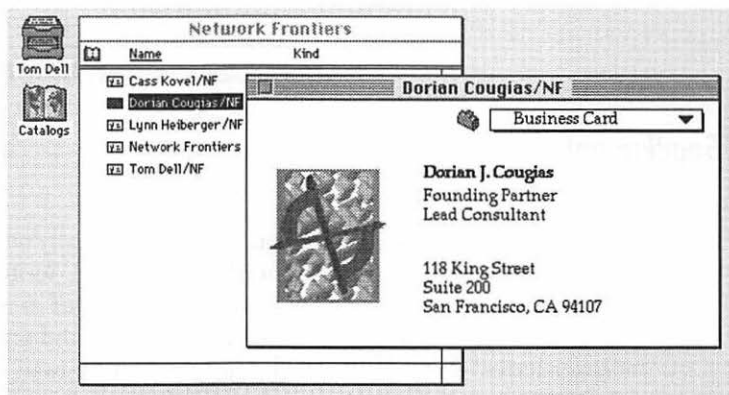 Tom Dell
Catalogs
Network Frontiers
Name Kind
Cass Kovel/NF
Dorian Cougias/NF
Lynn Heiberger/NF
Network Frontiers
Tom Dell/NF
Dorian Cougias/NF
Business Card
Dorian J. Cougias
Founding Partner
Lead Consultant
118 King Street
Suite 200
San Francisco, CA 94107